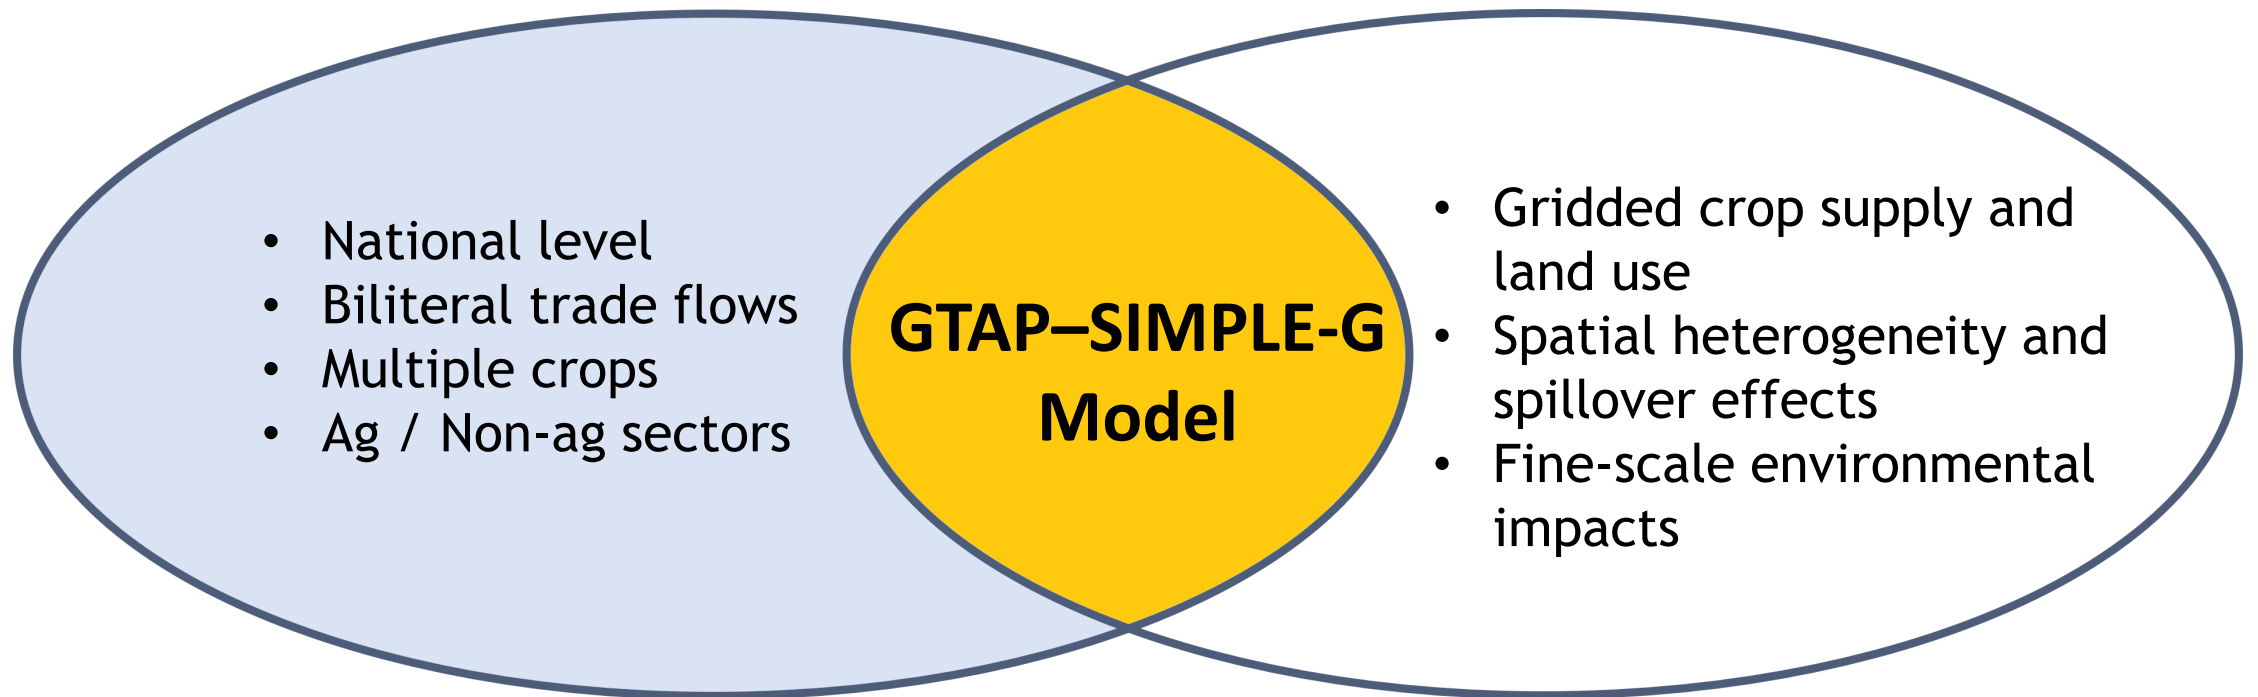 • National level
• Biliteral trade flows
• Multiple crops
• Ag / Non-ag sectors
GTAP–SIMPLE-G
Model
• Gridded crop supply and
land use
• Spatial heterogeneity and
spillover effects
• Fine-scale environmental
impacts